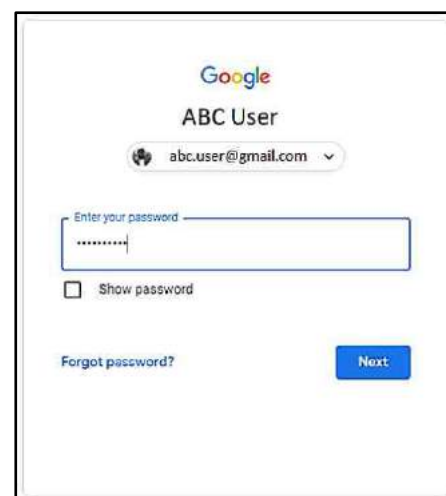 Google
ABC User
abc.user@gmail.com
Enter your password
••••••••••
Show password
Forgot password? Next